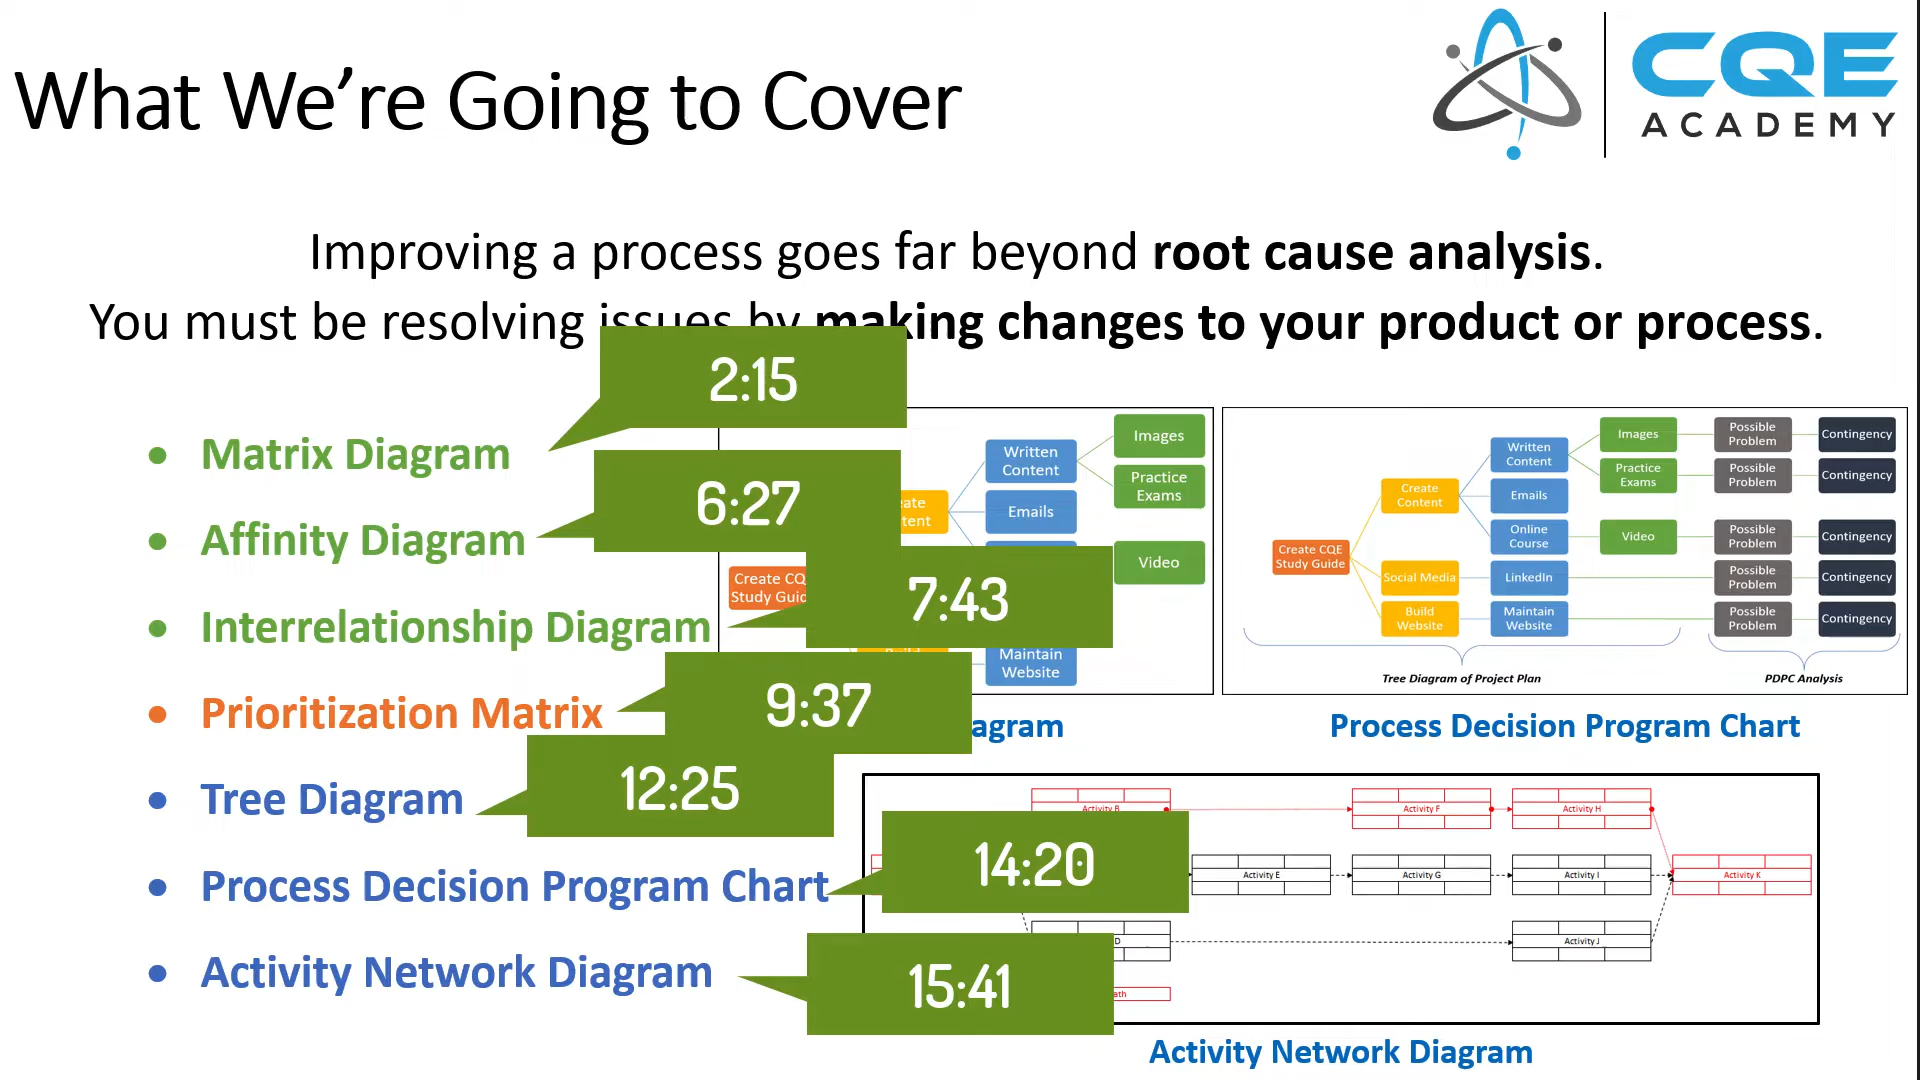 What We're Going to Cover
CQE
ACADEMY
Improving a process goes far beyond root cause analysis.
You must be resolving issues by making changes to your product or process.
2:15
Matrix Diagram
6:27
Affinity Diagram
7:43
Interrelationship Diagram
9:37
Prioritization Matrix
12:25
Tree Diagram
14:20
Process Decision Program Chart
15:41
Activity Network Diagram
Written
Content
Images
Practice
Exams
Emails
Video
Create
Study
Maintain
Website
agram
Create CQE
Study Guide
Create
Content
Social Media
Build
Website
Written
Content
Emails
Online
Course
LinkedIn
Maintain
Website
Images
Practice
Exams
Video
Possible
Problem
Contingency
Possible
Problem
Contingency
Possible
Problem
Contingency
Possible
Problem
Contingency
Possible
Problem
Contingency
Tree Diagram of Project Plan
PDPC Analysis
Process Decision Program Chart
Activity B
Activity F
Activity H
Activity E
Activity G
Activity I
Activity K
D
Activity J
ath
Activity Network Diagram